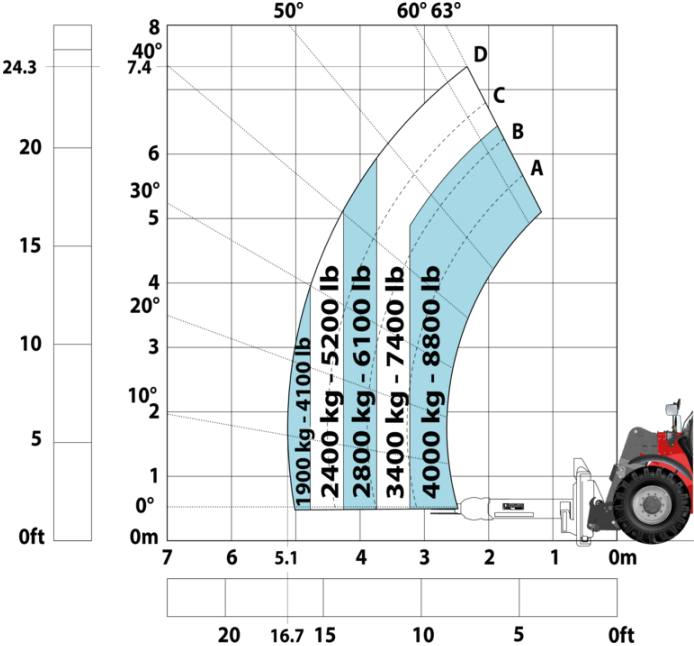 50°
60°
63°
8
40°
24.3
7.4
D
C
B
A
20
6
30°
5
15
4
20°
10
3
10°
2
5
1
0°
0ft
0m
1900 kg - 4100 lb
2400 kg - 5200 lb
2800 kg - 6100 lb
3400 kg - 7400 lb
4000 kg - 8800 lb
7
6
5.1
4
3
2
1
0m
20
16.7
15
10
5
0ft